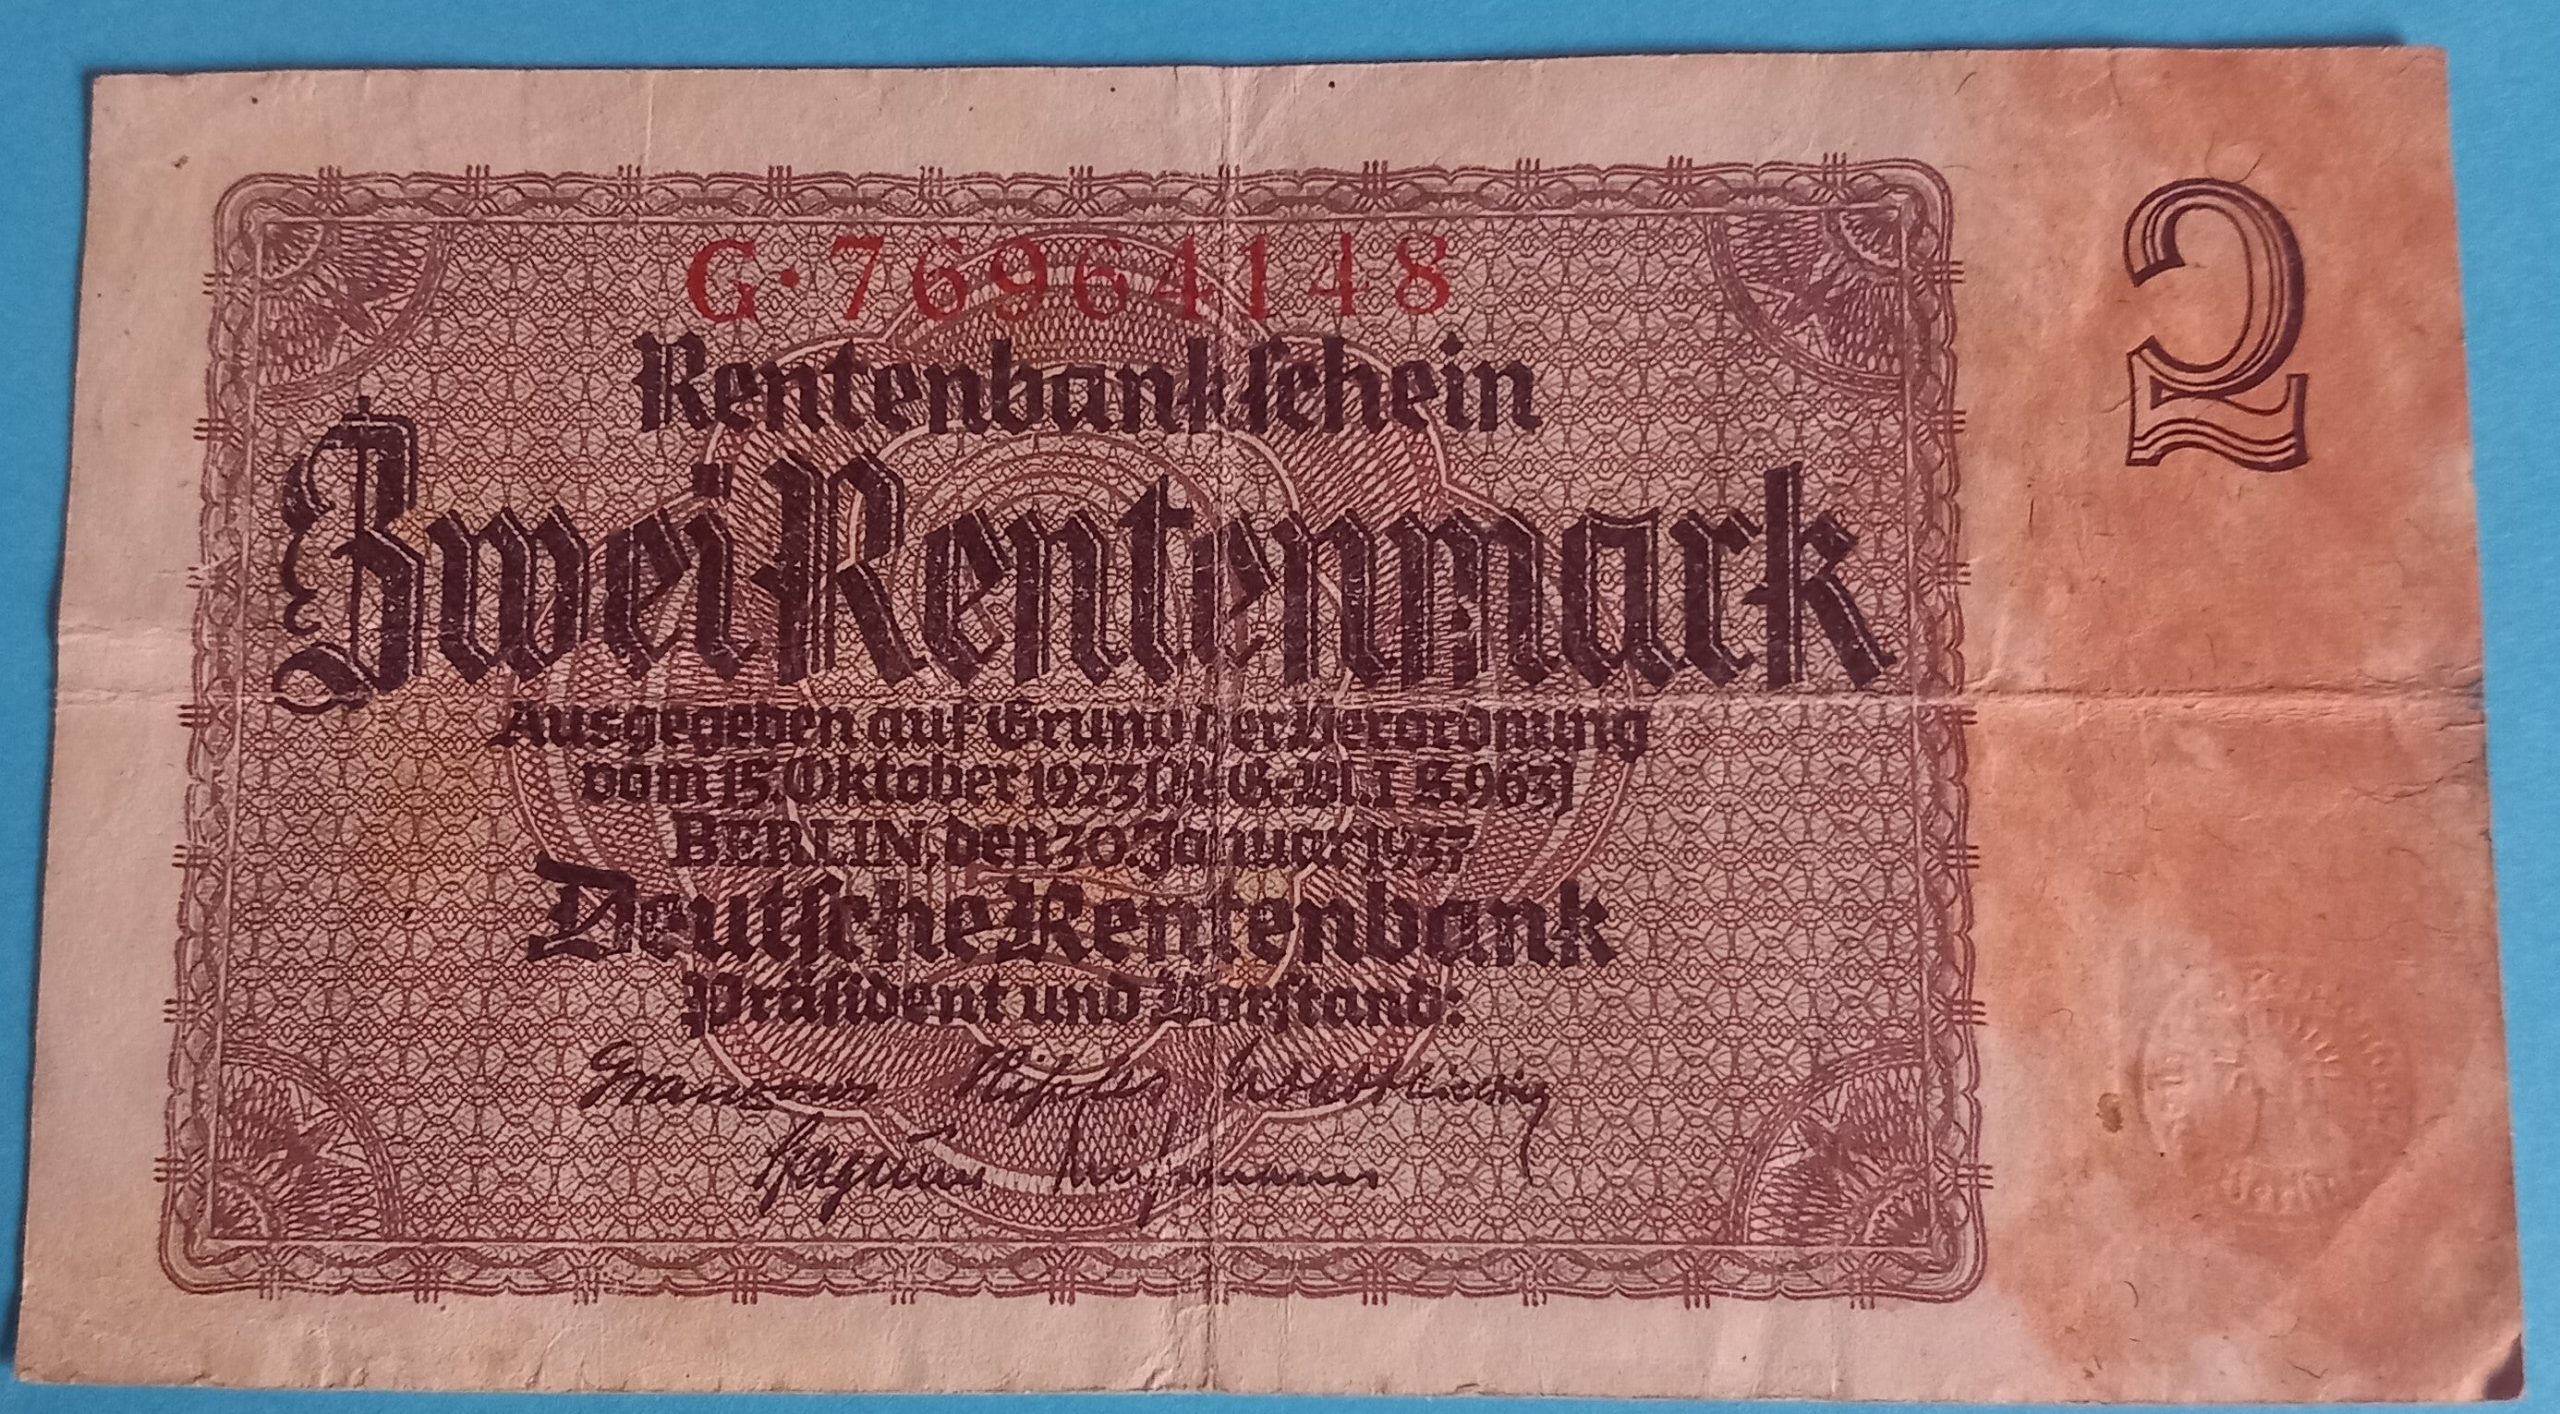 G·76964148
2
Rentenbankschein
Zwei Rentenmark
Ausgegeben auf Grund der Verordnung
vom 15. Oktober 1923 (R.G.-Bl. I S. 963)
BERLIN, den 30. Januar 1937
Deutsche Rentenbank
Präsident und Vorstand:
Berlin